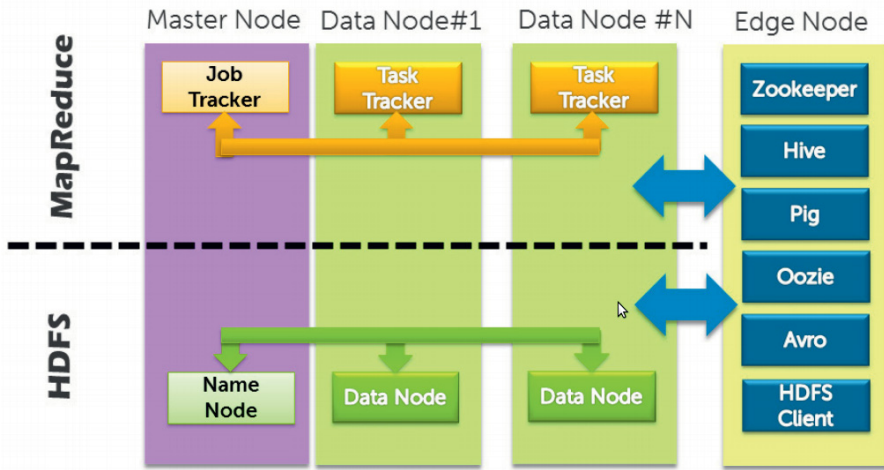 Master Node
Data Node#1
Data Node #N
Edge Node
MapReduce
Job
Tracker
Task
Tracker
Task
Tracker
Zookeeper
Hive
Pig
HDFS
Name
Node
Data Node
Data Node
Oozie
Avro
HDFS
Client